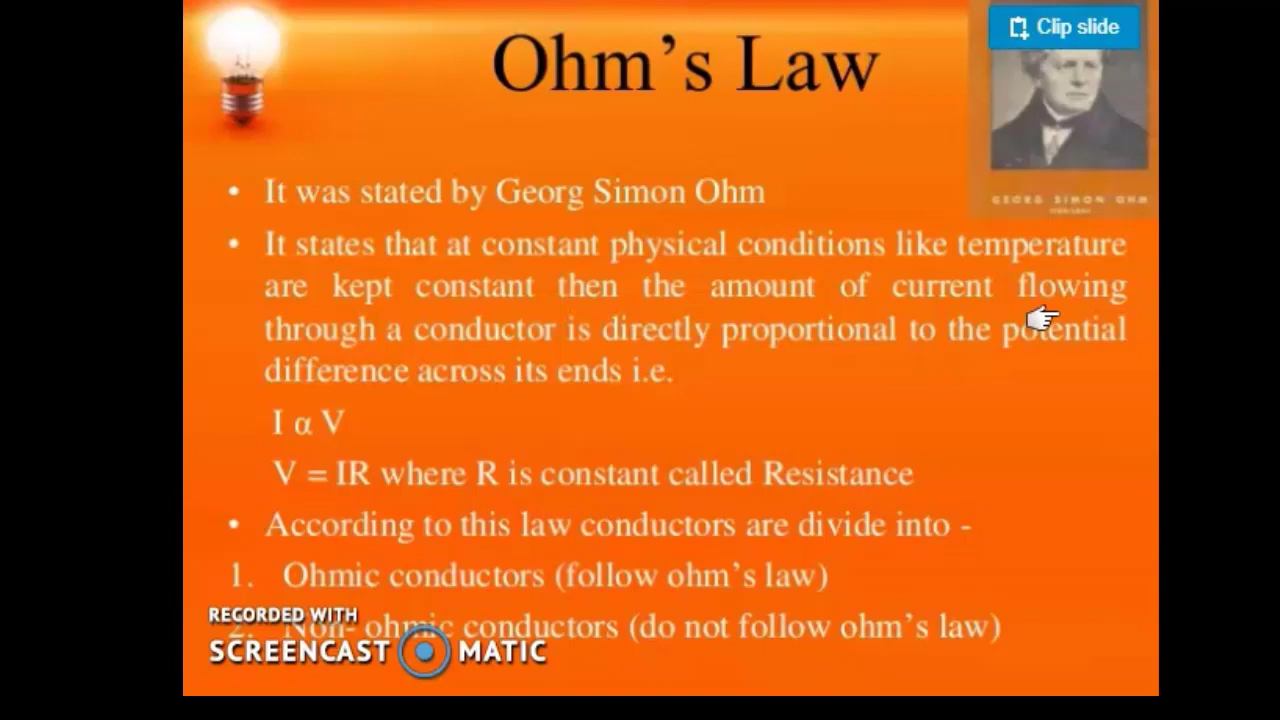 Ohm's Law
Clip slide
GEORG SIMON OHM
• It was stated by Georg Simon Ohm
• It states that at constant physical conditions like temperature
are kept constant then the amount of current flowing
through a conductor is directly proportional to the potential
difference across its ends i.e.
I α V
V = IR where R is constant called Resistance
• According to this law conductors are divide into -
1. Ohmic conductors (follow ohm's law)
2. Non- ohmic conductors (do not follow ohm's law)
RECORDED WITH
SCREENCAST MATIC